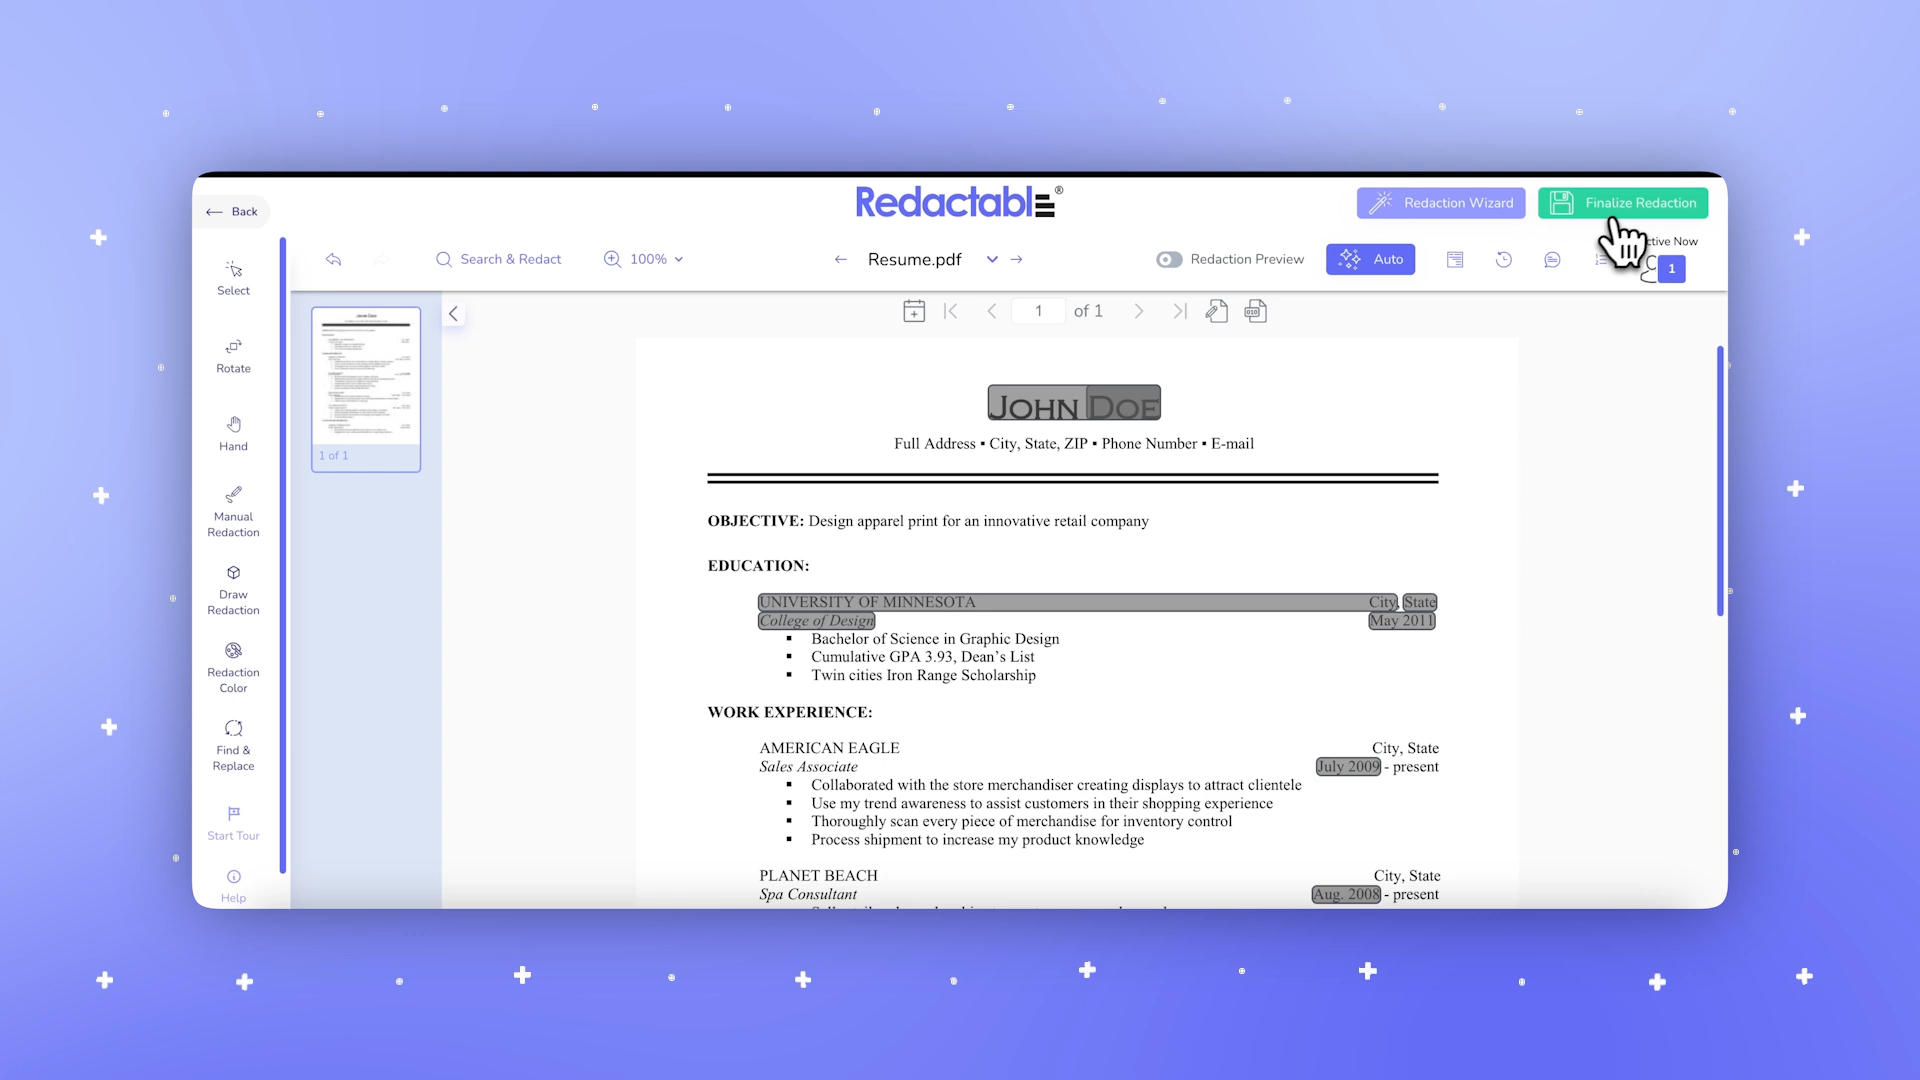 Back
Redactable®
Redaction Wizard
Finalize Redaction
Search & Redact
100%
Resume.pdf
Redaction Preview
Auto
Now
1
Select
Rotate
Hand
Manual
Redaction
Draw
Redaction
Redaction
Color
Find &
Replace
Start Tour
Help
1 of 1
1 of 1
JOHN DOE
Full Address ▪ City, State, ZIP ▪ Phone Number ▪ E-mail
OBJECTIVE: Design apparel print for an innovative retail company
EDUCATION:
UNIVERSITY OF MINNESOTA City, State
College of Design May 2011
▪ Bachelor of Science in Graphic Design
▪ Cumulative GPA 3.93, Dean's List
▪ Twin cities Iron Range Scholarship
WORK EXPERIENCE:
AMERICAN EAGLE City, State
Sales Associate July 2009 - present
▪ Collaborated with the store merchandiser creating displays to attract clientele
▪ Use my trend awareness to assist customers in their shopping experience
▪ Thoroughly scan every piece of merchandise for inventory control
▪ Process shipment to increase my product knowledge
PLANET BEACH City, State
Spa Consultant Aug. 2008 - present